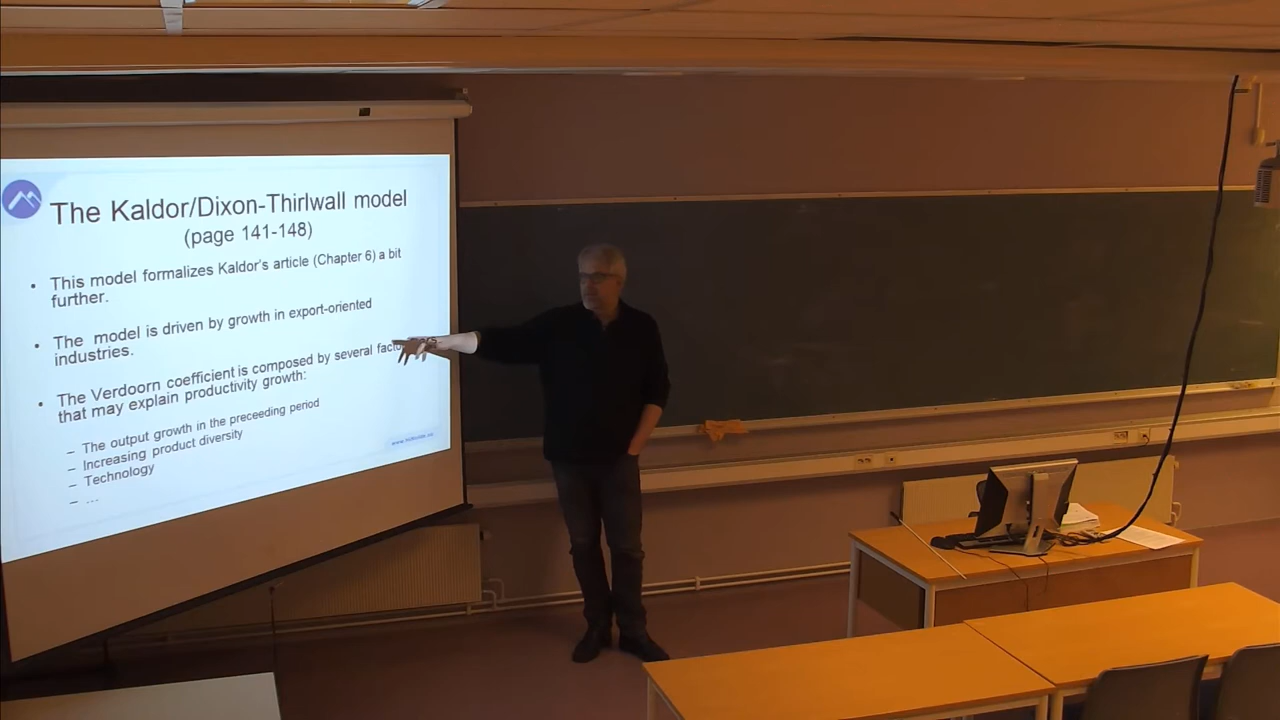 The Kaldor/Dixon-Thirlwall model
(page 141-148)
• This model formalizes Kaldor's article (Chapter 6) a bit
further.
• The model is driven by growth in export-oriented
industries.
• The Verdoorn coefficient is composed by several
that may explain productivity growth:
– The output growth in the preceeding period
– Increasing product diversity
– Technology
– ...